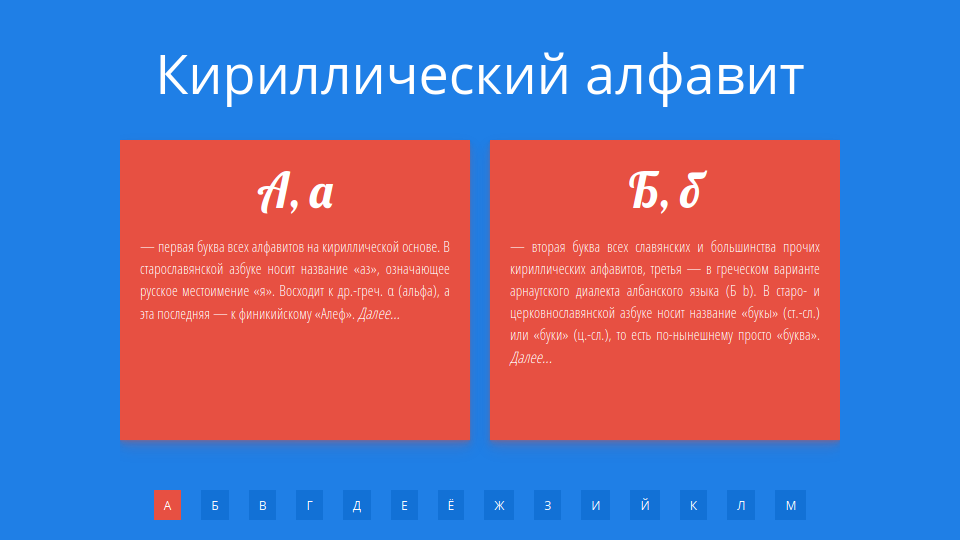 Кириллический алфавит
А, а
— первая буква всех алфавитов на кириллической основе. В
старославянской азбуке носит название «аз», означающее
русское местоимение «я». Восходит к др.-греч. α (альфа), а
эта последняя — к финикийскому «Алеф». Далее...
Б, б
— вторая буква всех славянских и большинства прочих
кириллических алфавитов, третья — в греческом варианте
арнаутского диалекта албанского языка (Б b). В старо- и
церковнославянской азбуке носит название «букы» (ст.-сл.)
или «буки» (ц.-сл.), то есть по-нынешнему просто «буква».
Далее...
А Б В Г Д Е Ё Ж З И Й К Л М